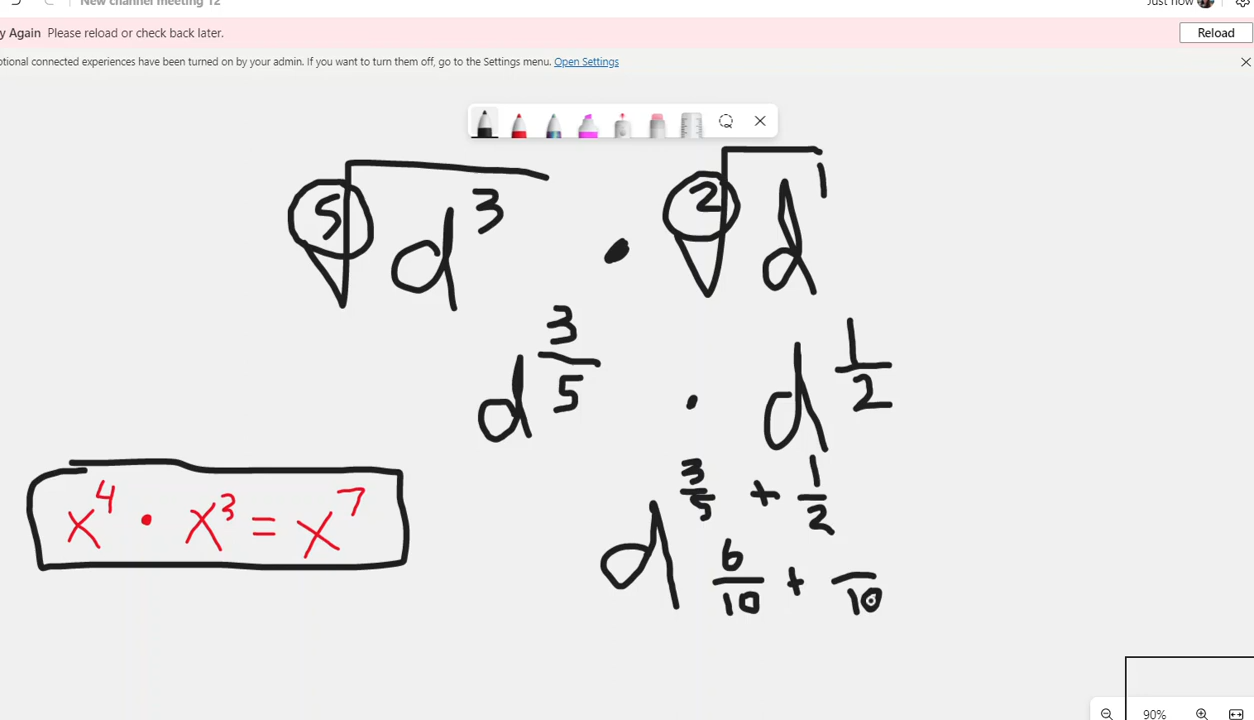 New channel meeting 12 Just now
y Again Please reload or check back later. Reload
ptional connected experiences have been turned on by your admin. If you want to turn them off, go to the Settings menu. Open Settings
⁵√d³ · ²√d¹
d^(3/5) · d^(1/2)
d^(3/5 + 1/2)
6/10 + /10
x⁴ · x³ = x⁷
90%